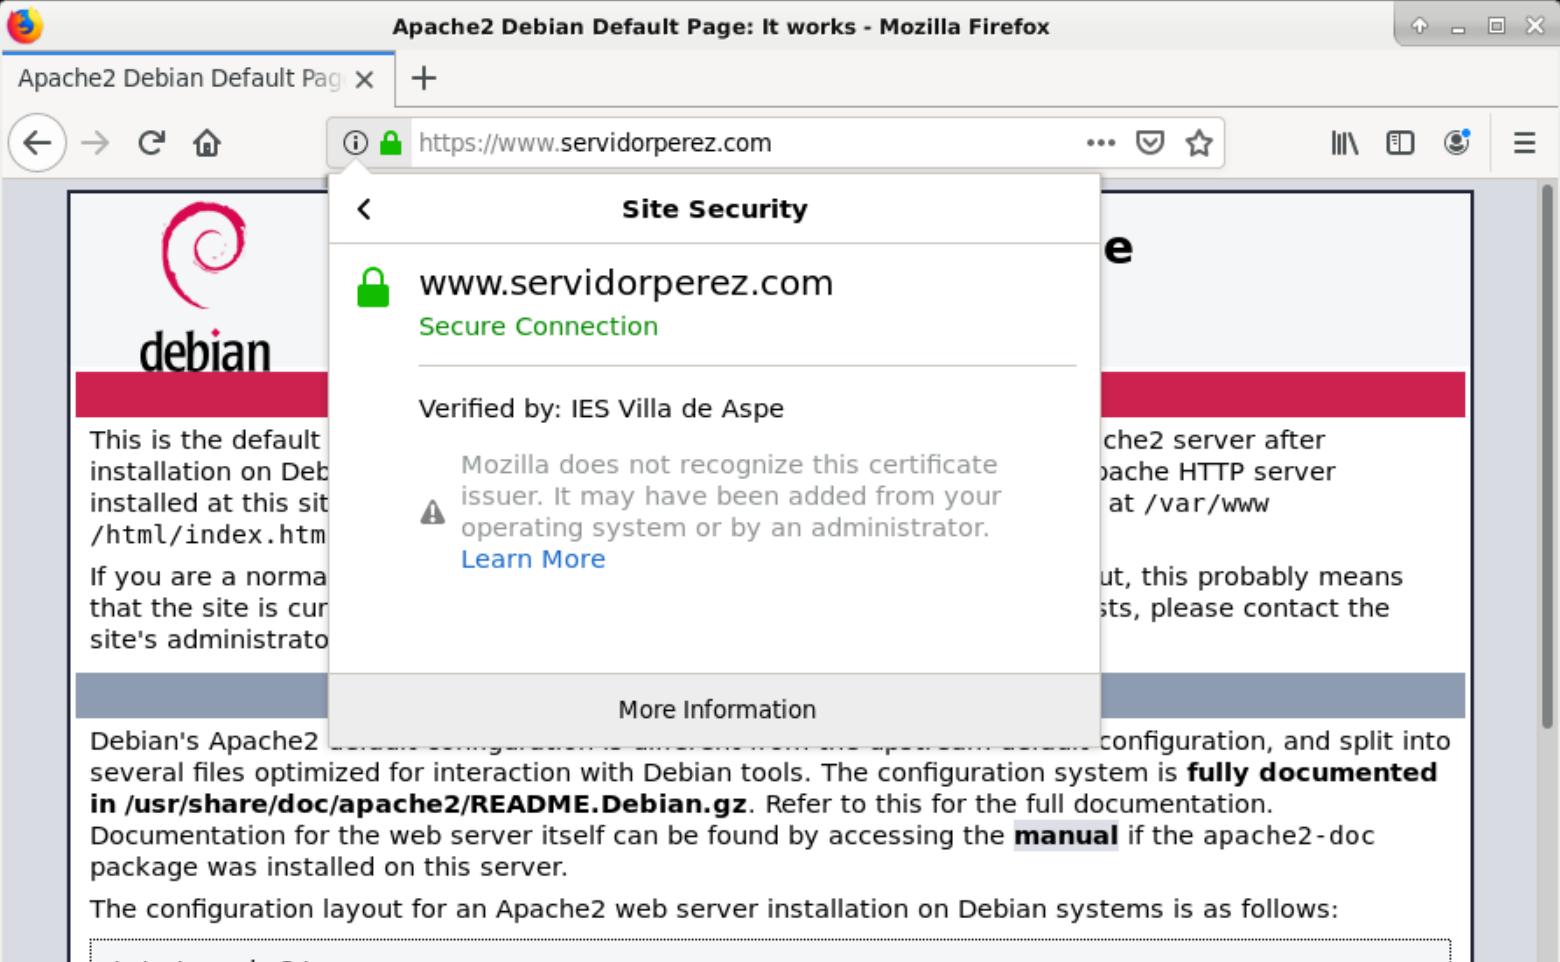 Apache2 Debian Default Page: It works - Mozilla Firefox
Apache2 Debian Default Pag
https://www.servidorperez.com
Site Security
www.servidorperez.com
Secure Connection
Verified by: IES Villa de Aspe
Mozilla does not recognize this certificate
issuer. It may have been added from your
operating system or by an administrator.
Learn More
More Information
debian
e
This is the default
che2 server after
installation on Deb
pache HTTP server
installed at this sit
at /var/www
/html/index.htm
If you are a norma
ut, this probably means
that the site is cur
sts, please contact the
site's administrato
Debian's Apache2 default configuration is different from the upstream default configuration, and split into
several files optimized for interaction with Debian tools. The configuration system is fully documented
in /usr/share/doc/apache2/README.Debian.gz. Refer to this for the full documentation.
Documentation for the web server itself can be found by accessing the manual if the apache2-doc
package was installed on this server.
The configuration layout for an Apache2 web server installation on Debian systems is as follows: